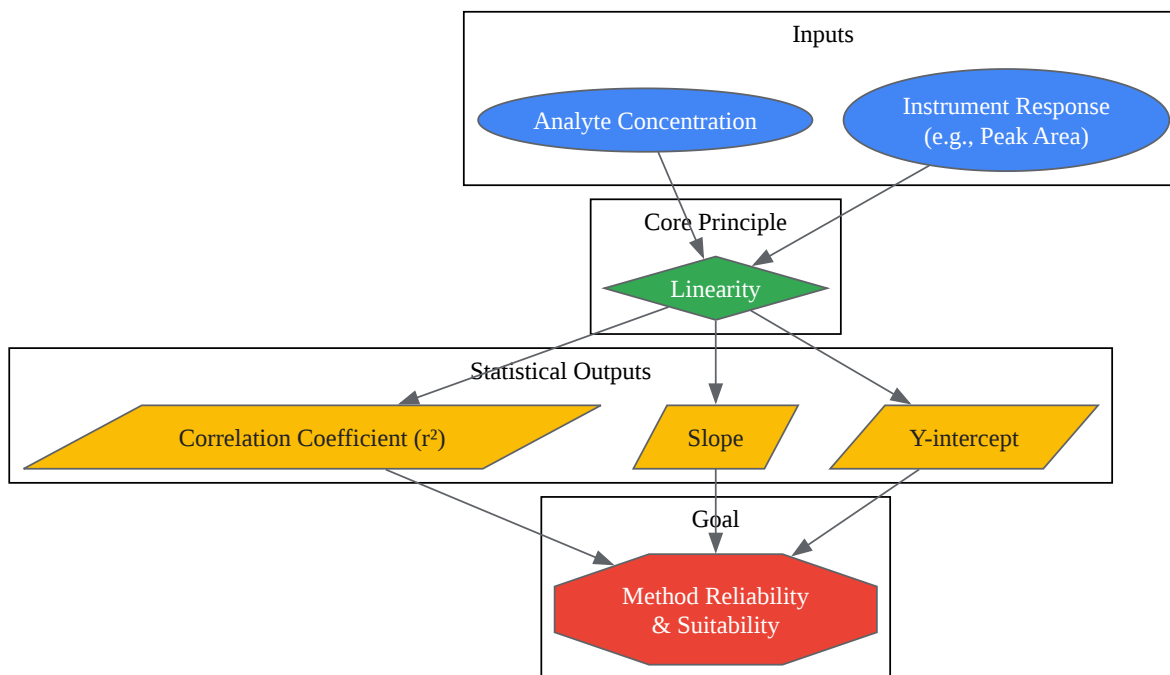 Inputs
Analyte Concentration
Instrument Response
(e.g., Peak Area)
Core Principle
Linearity
Statistical Outputs
Correlation Coefficient (r²)
Slope
Y-intercept
Goal
Method Reliability
& Suitability